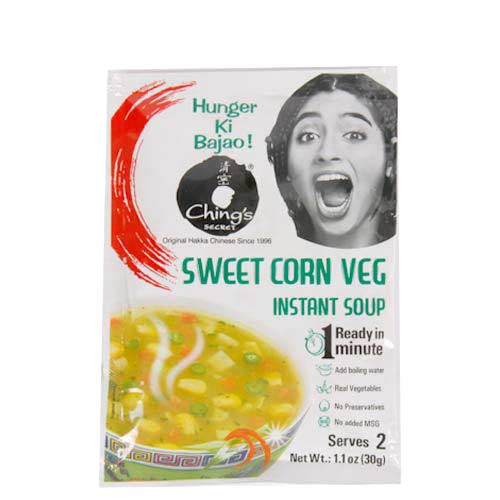 Hunger
Ki
Bajao!
Ching's
SECRET
®
Original Hakka Chinese Since 1996
SWEET CORN VEG
INSTANT SOUP
1 Ready in
minute
Add boiling water
Real Vegetables
No Preservatives
No added MSG
Serves 2
Net Wt.: 1.1 oz (30g)